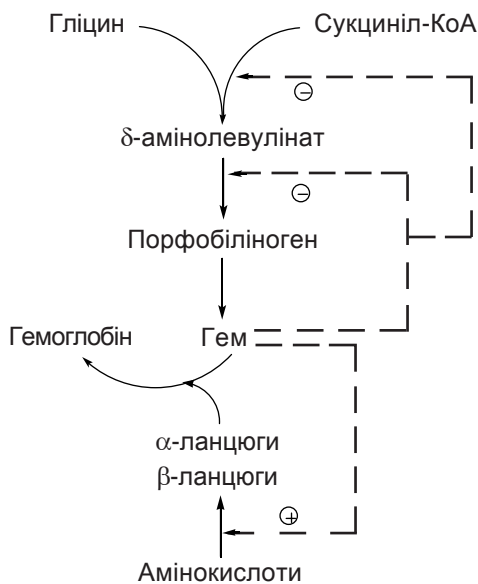 Гліцин Сукциніл-КоА
⊖
δ-амінолевулінат
⊖
Порфобіліноген
Гемоглобін Гем
α-ланцюги
β-ланцюги
⊕
Амінокислоти